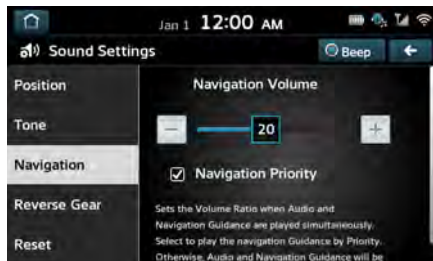 Jan 1 12:00 AM
Sound Settings
Beep
Position
Tone
Navigation
Reverse Gear
Reset
Navigation Volume
20
Navigation Priority
Sets the Volume Ratio when Audio and
Navigation Guidance are played simultaneously.
Select to play the navigation Guidance by Priority.
Otherwise, Audio and Navigation Guidance will be